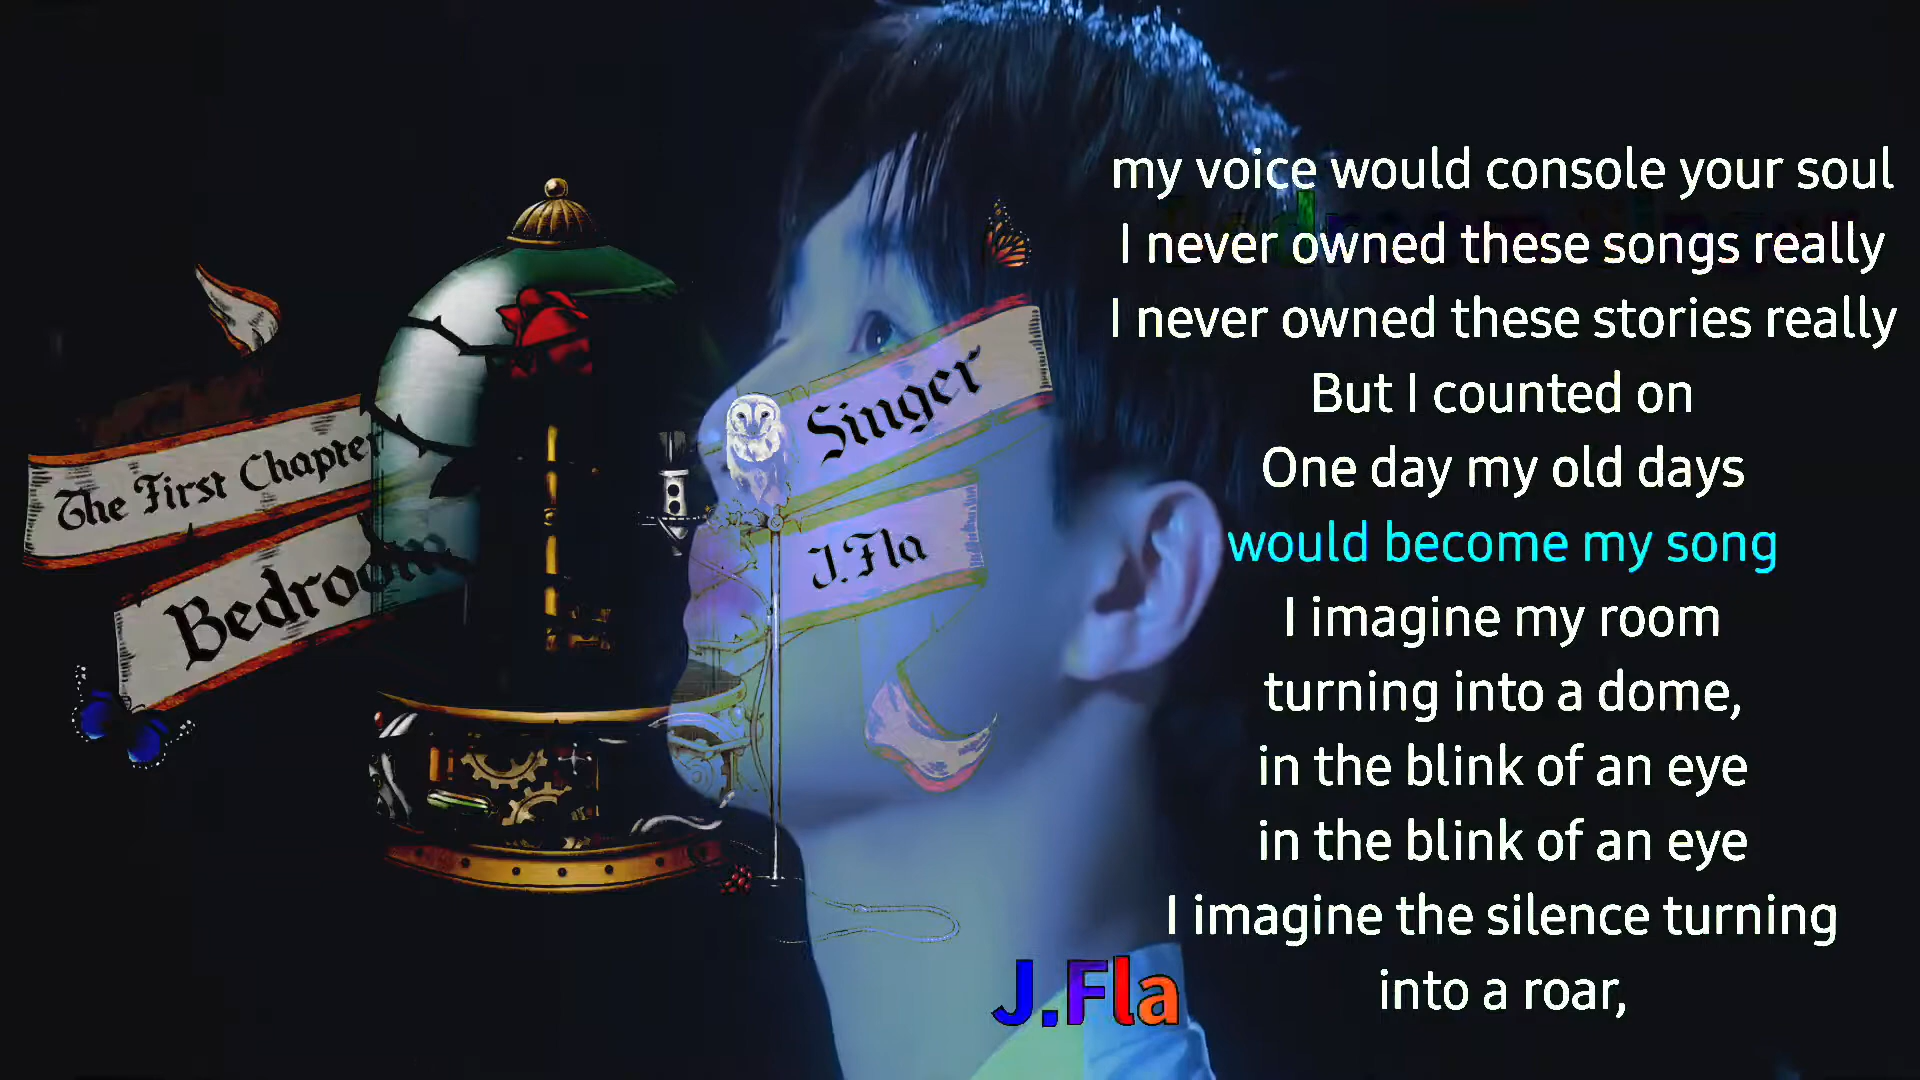 The First Chapter
Bedroom
Singer
J.Fla
my voice would console your soul
I never owned these songs really
I never owned these stories really
But I counted on
One day my old days
would become my song
I imagine my room
turning into a dome,
in the blink of an eye
in the blink of an eye
I imagine the silence turning
into a roar,
J.Fla